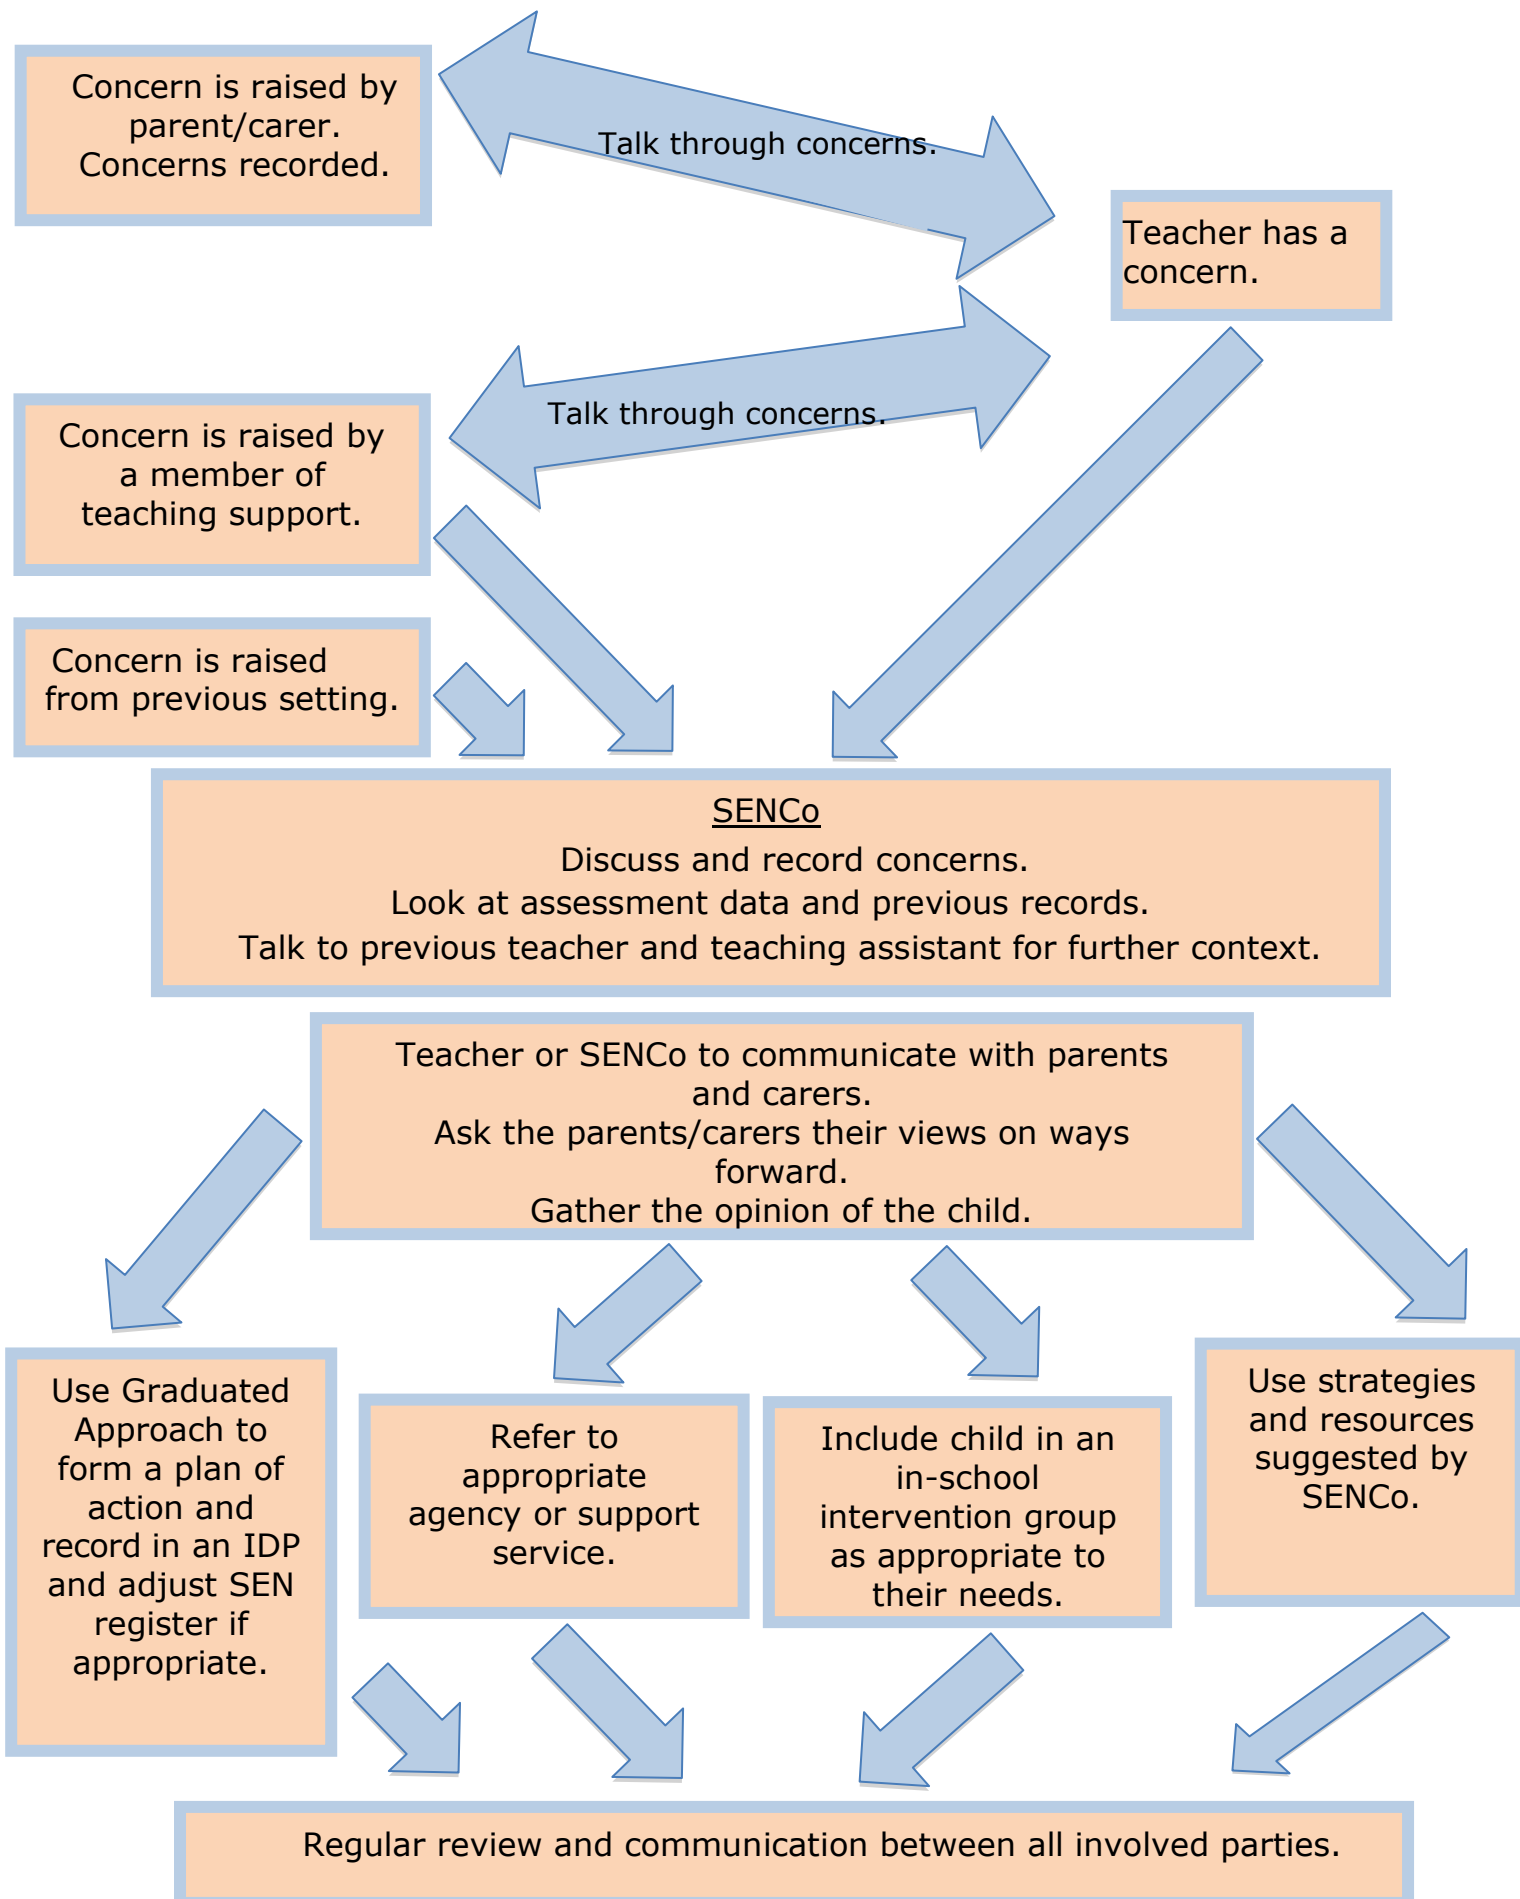 Concern is raised by
parent/carer.
Concerns recorded.
Talk through concerns.
Teacher has a
concern.
Talk through concerns.
Concern is raised by
a member of
teaching support.
Concern is raised
from previous setting.
SENCo
Discuss and record concerns.
Look at assessment data and previous records.
Talk to previous teacher and teaching assistant for further context.
Teacher or SENCo to communicate with parents
and carers.
Ask the parents/carers their views on ways
forward.
Gather the opinion of the child.
Use Graduated
Approach to
form a plan of
action and
record in an IDP
and adjust SEN
register if
appropriate.
Refer to
appropriate
agency or support
service.
Include child in an
in-school
intervention group
as appropriate to
their needs.
Use strategies
and resources
suggested by
SENCo.
Regular review and communication between all involved parties.